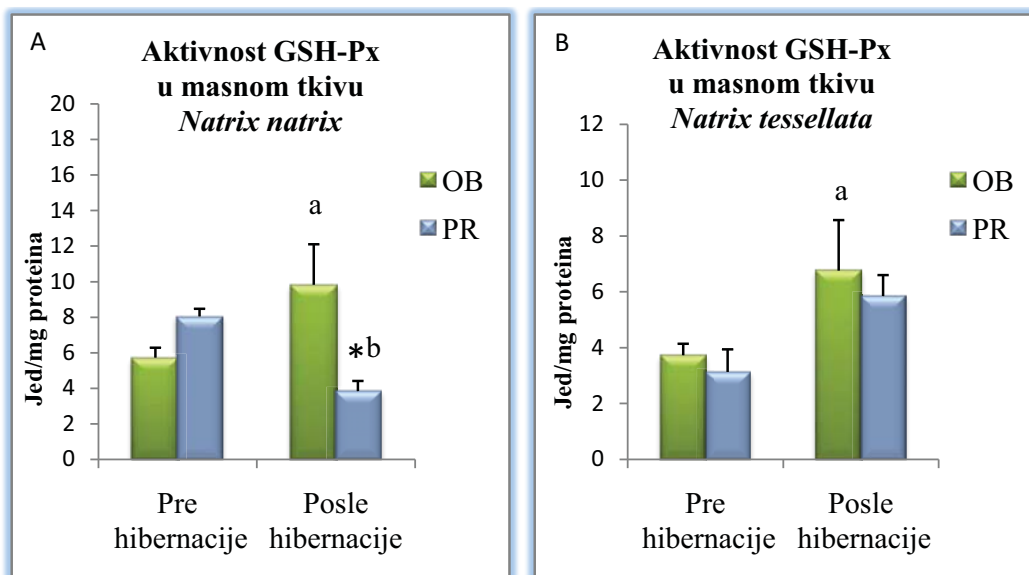 A
Aktivност GSH-Px
u masnom tkivu
Natrix natrix
20
18
16
14
12
10
8
6
4
2
0
Jed/mg proteina
a
*b
OB
PR
Pre
hibernacije
Posle
hibernacije
B
Aktivnost GSH-Px
u masnom tkivu
Natrix tessellata
12
10
8
6
4
2
0
Jed/mg proteina
a
OB
PR
Pre
hibernacije
Posle
hibernacije